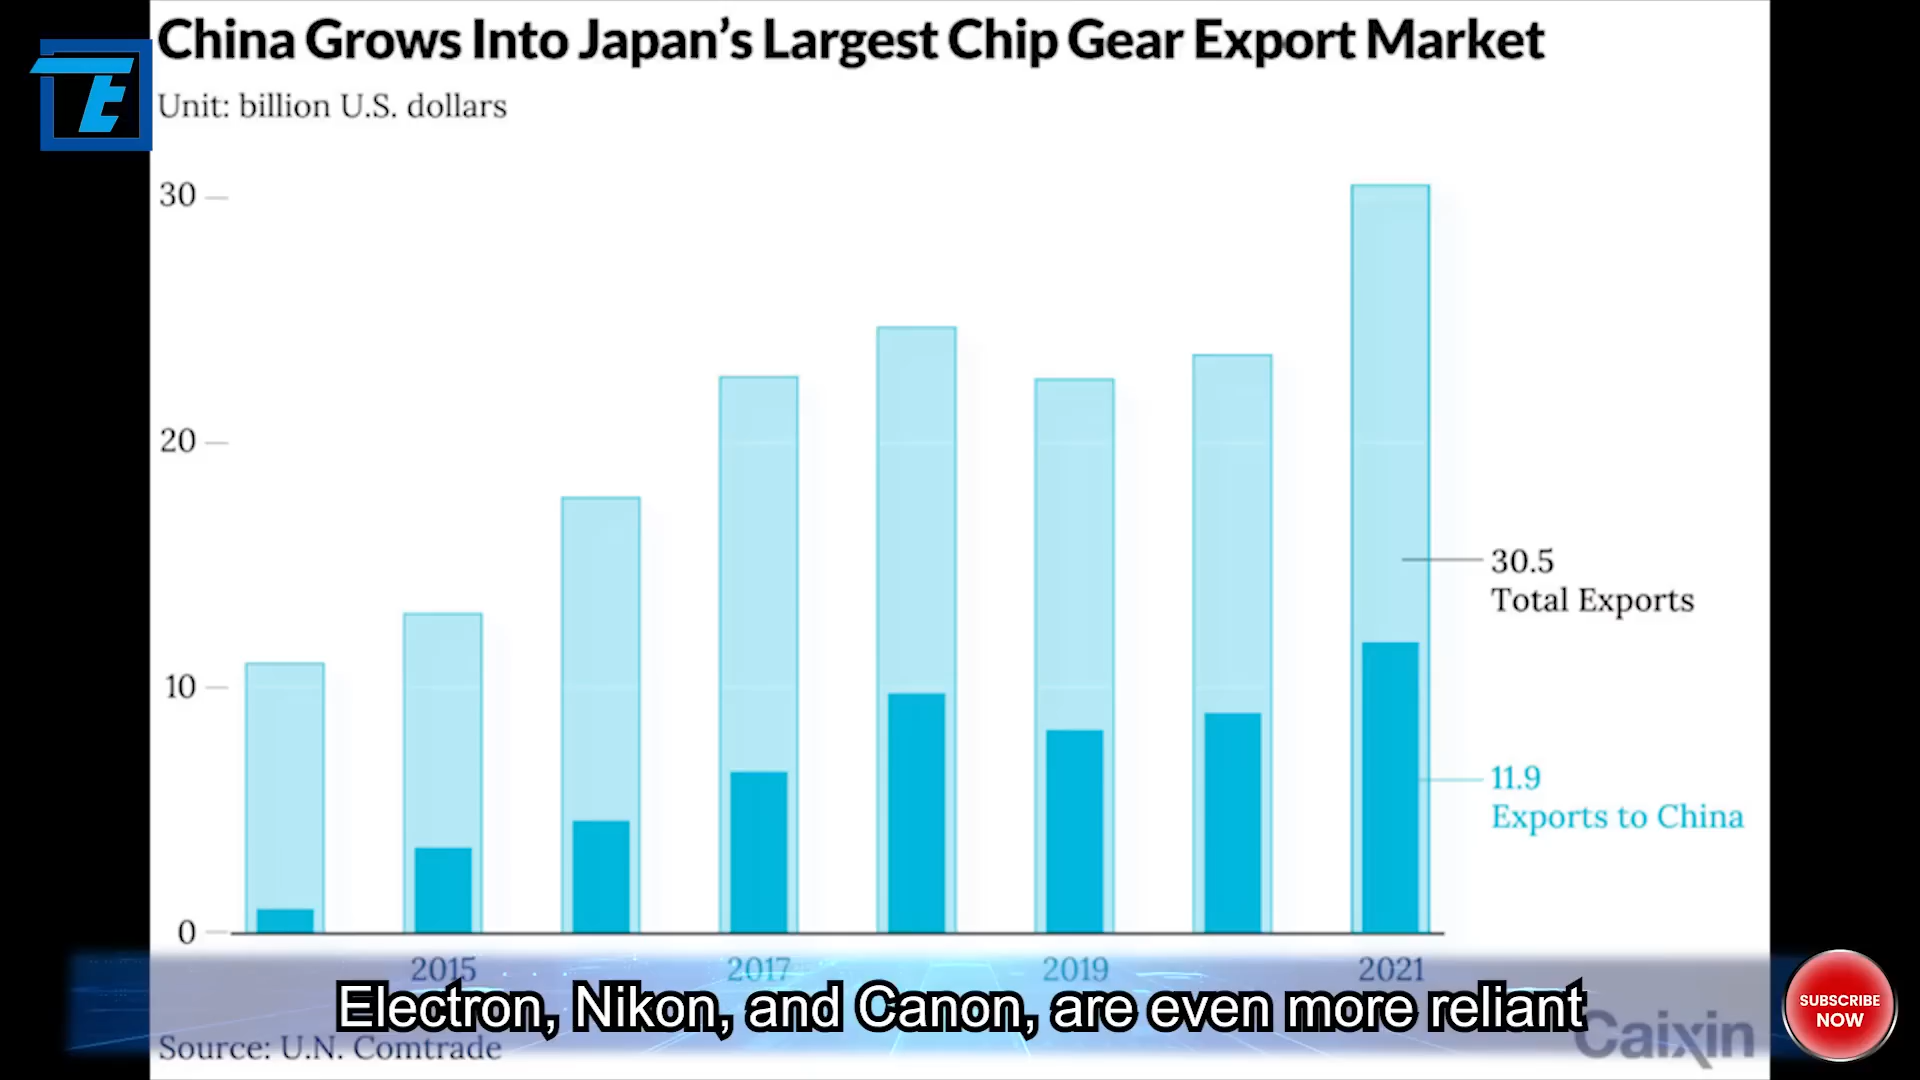 China Grows Into Japan's Largest Chip Gear Export Market
TE
Unit: billion U.S. dollars
30
20
10
0
30.5
Total Exports
11.9
Exports to China
2015 2017 2019 2021
Electron, Nikon, and Canon, are even more reliant
Source: U.N. Comtrade
Caixin
SUBSCRIBE
NOW